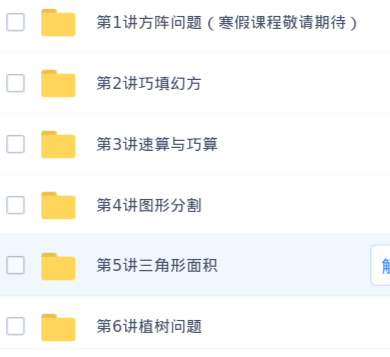 第1讲方阵问题（寒假课程敬请期待）
第2讲巧填幻方
第3讲速算与巧算
第4讲图形分割
第5讲三角形面积
第6讲植树问题